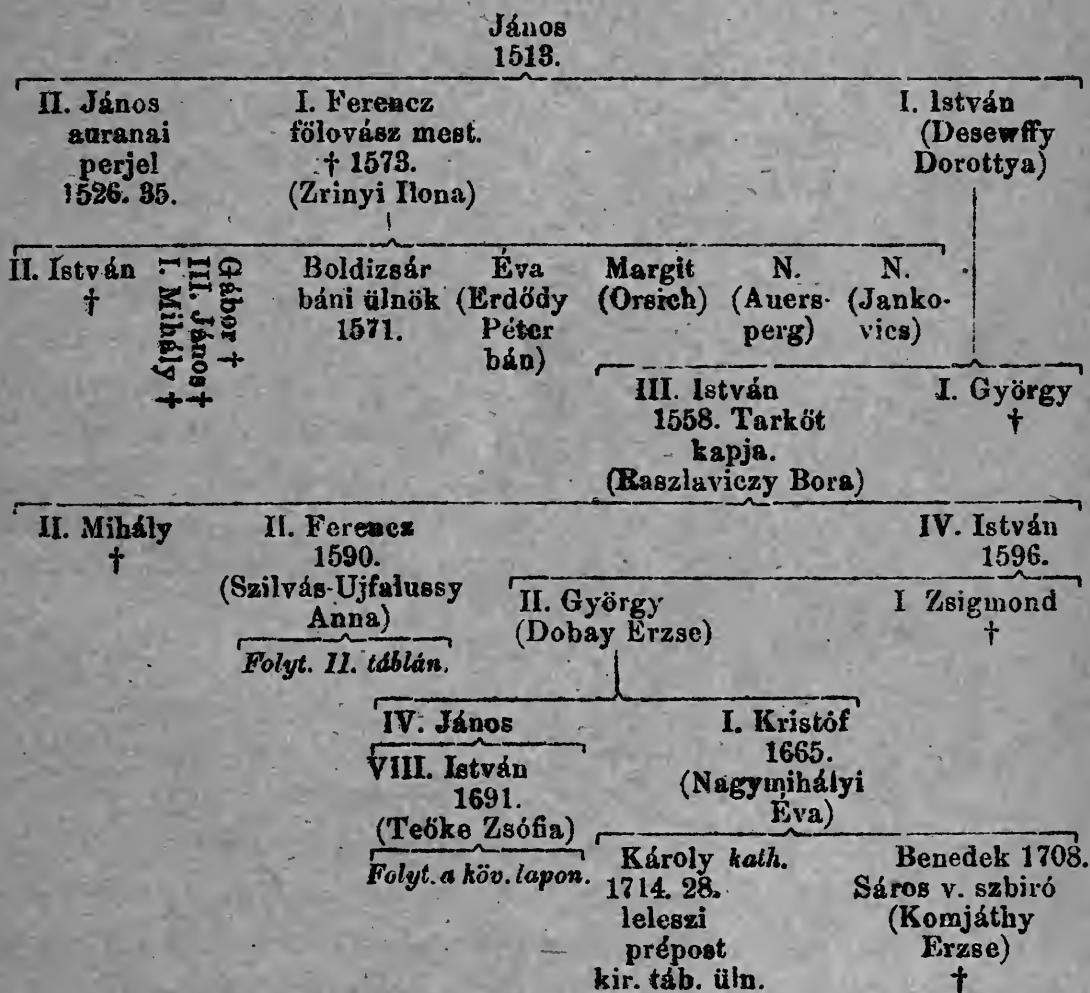 János
1513.
II. János
auranai
perjel
1526. 35.
I. Ferencz
fölovász mest.
† 1573.
(Zrinyi Ilona)
I. István
(Desewffy
Dorottya)
II. István
†
Gábor †
III. János †
I. Mihály †
Boldizsár
báni ülnök
1571.
Éva
(Erdődy
Péter
bán)
Margit
(Orsich)
N.
(Auers-
perg)
N.
(Janko-
vics)
III. István
1558. Tarkőt
kapja.
(Raszlaviczy Bora)
I. György
†
II. Mihály
†
II. Ferencz
1590.
(Szilvás-Ujfalussy
Anna)
Folyt. II. táblán.
IV. István
1596.
II. György
(Dobay Erzse)
I Zsigmond
†
IV. János
VIII. István
1691.
(Teőke Zsófia)
Folyt. a köv. lapon.
I. Kristóf
1665.
(Nagymihályi
Éva)
Károly kath.
1714. 28.
leleszi
prépost
kir. táb. üln.
Benedek 1708.
Sáros v. szbiró
(Komjáthy
Erzse)
†